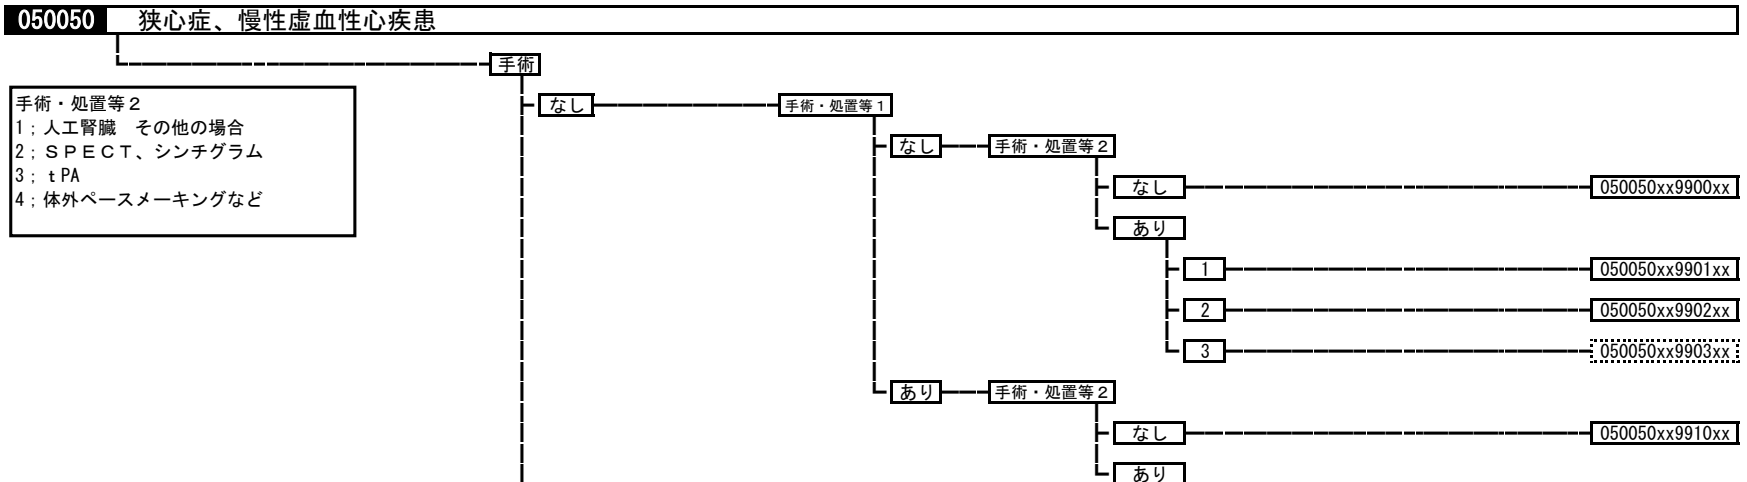 050050 狭心症、慢性虚血性心疾患
手術
手術・処置等２
1；人工腎臓　その他の場合
2；ＳＰＥＣＴ、シンチグラム
3；ｔPA
4；体外ペースメーキングなど
なし 手術・処置等１
なし 手術・処置等２
なし 050050xx9900xx
あり
1 050050xx9901xx
2 050050xx9902xx
3 050050xx9903xx
あり 手術・処置等２
なし 050050xx9910xx
あり